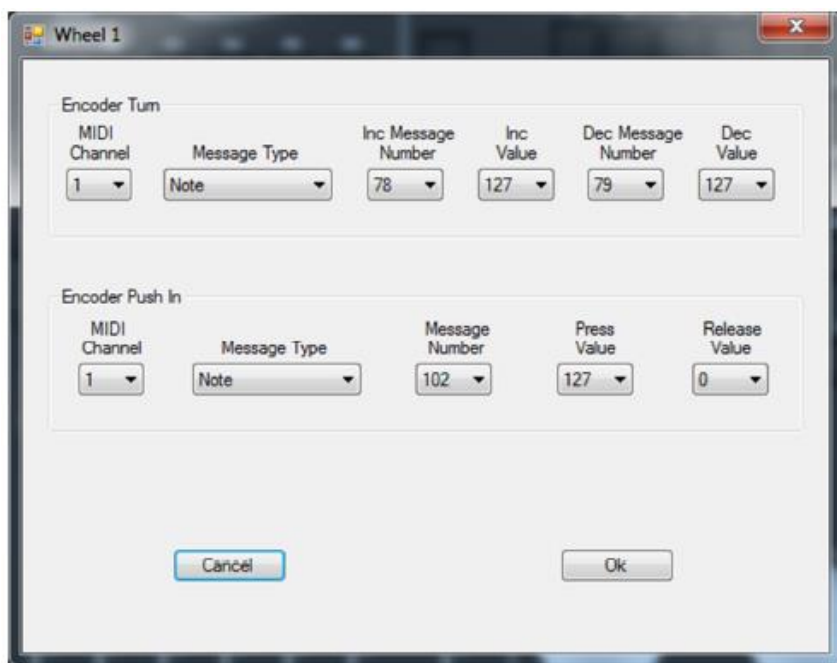 Wheel 1
Encoder Turn
MIDI Channel
Message Type
Inc Message Number
Inc Value
Dec Message Number
Dec Value
1
Note
78
127
79
127
Encoder Push In
MIDI Channel
Message Type
Message Number
Press Value
Release Value
1
Note
102
127
0
Cancel
Ok